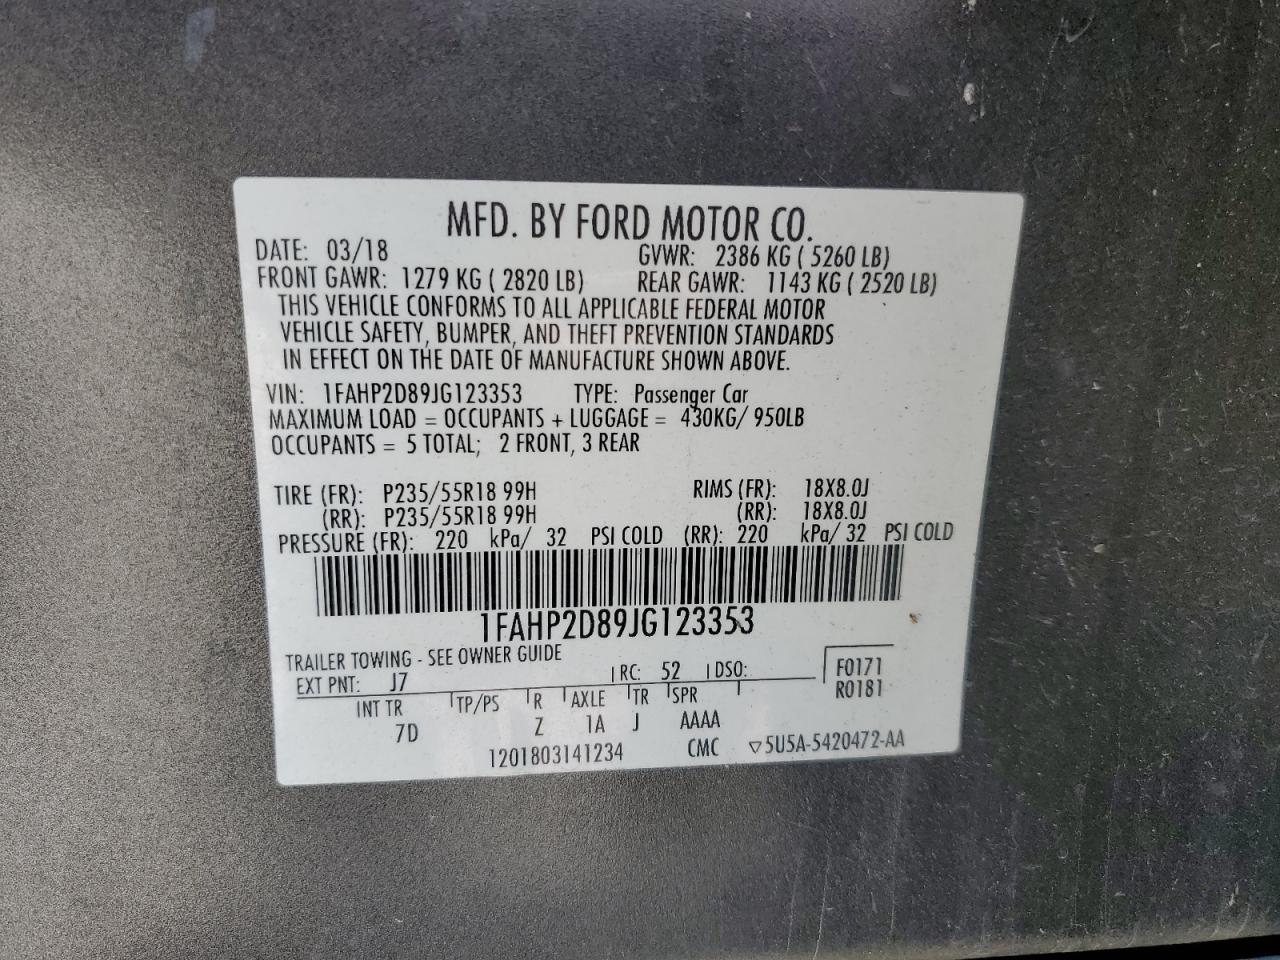 MFD. BY FORD MOTOR CO.
DATE: 03/18 GVWR: 2386 KG ( 5260 LB)
FRONT GAWR: 1279 KG ( 2820 LB) REAR GAWR: 1143 KG ( 2520 LB)
THIS VEHICLE CONFORMS TO ALL APPLICABLE FEDERAL MOTOR
VEHICLE SAFETY, BUMPER, AND THEFT PREVENTION STANDARDS
IN EFFECT ON THE DATE OF MANUFACTURE SHOWN ABOVE.
VIN: 1FAHP2D89JG123353 TYPE: Passenger Car
MAXIMUM LOAD = OCCUPANTS + LUGGAGE = 430KG/ 950LB
OCCUPANTS = 5 TOTAL; 2 FRONT, 3 REAR
TIRE (FR): P235/55R18 99H RIMS (FR): 18X8.0J
(RR): P235/55R18 99H (RR): 18X8.0J
PRESSURE (FR): 220 kPa/ 32 PSI COLD (RR): 220 kPa/ 32 PSI COLD
1FAHP2D89JG123353
TRAILER TOWING - SEE OWNER GUIDE
EXT PNT: J7 RC: 52 DSO: F0171
INT TR TP/PS R AXLE TR SPR R0181
7D Z 1A J AAAA
1201803141234 CMC ▽5U5A-5420472-AA